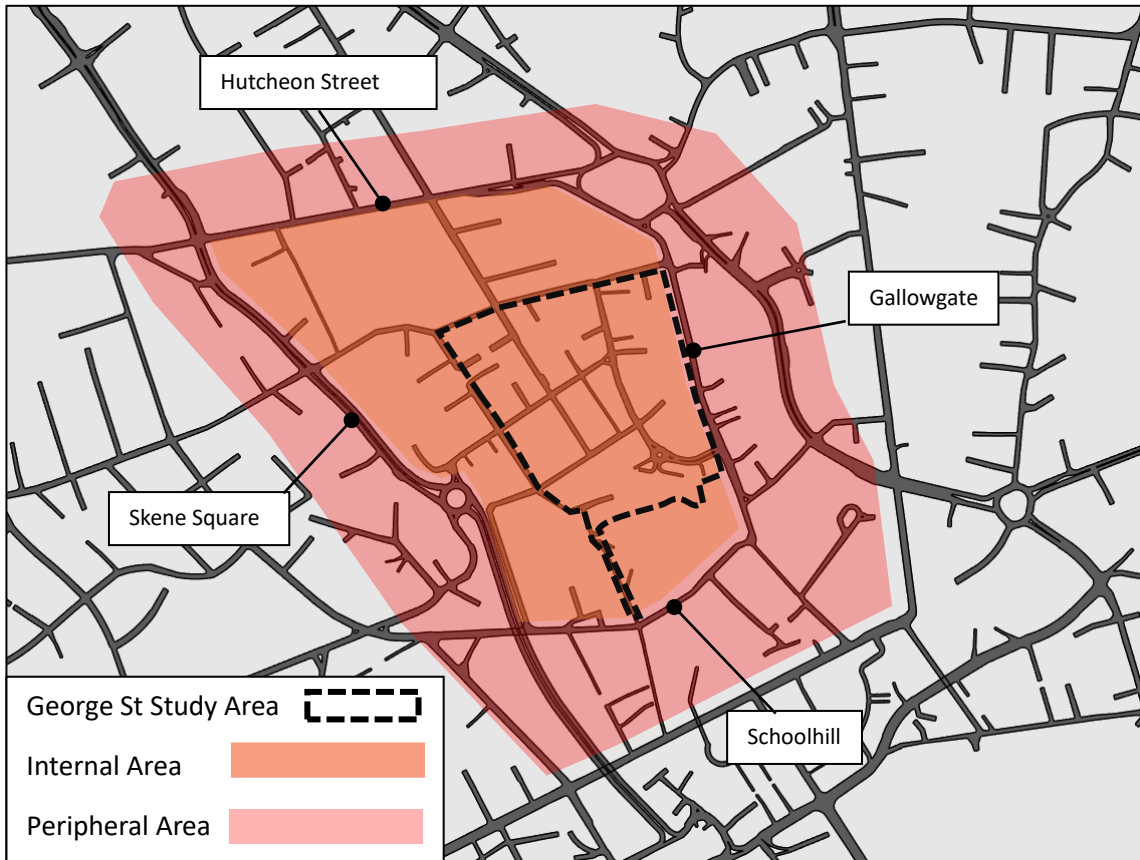 Hutcheon Street
Gallowgate
Skene Square
Schoolhill
George St Study Area
Internal Area
Peripheral Area